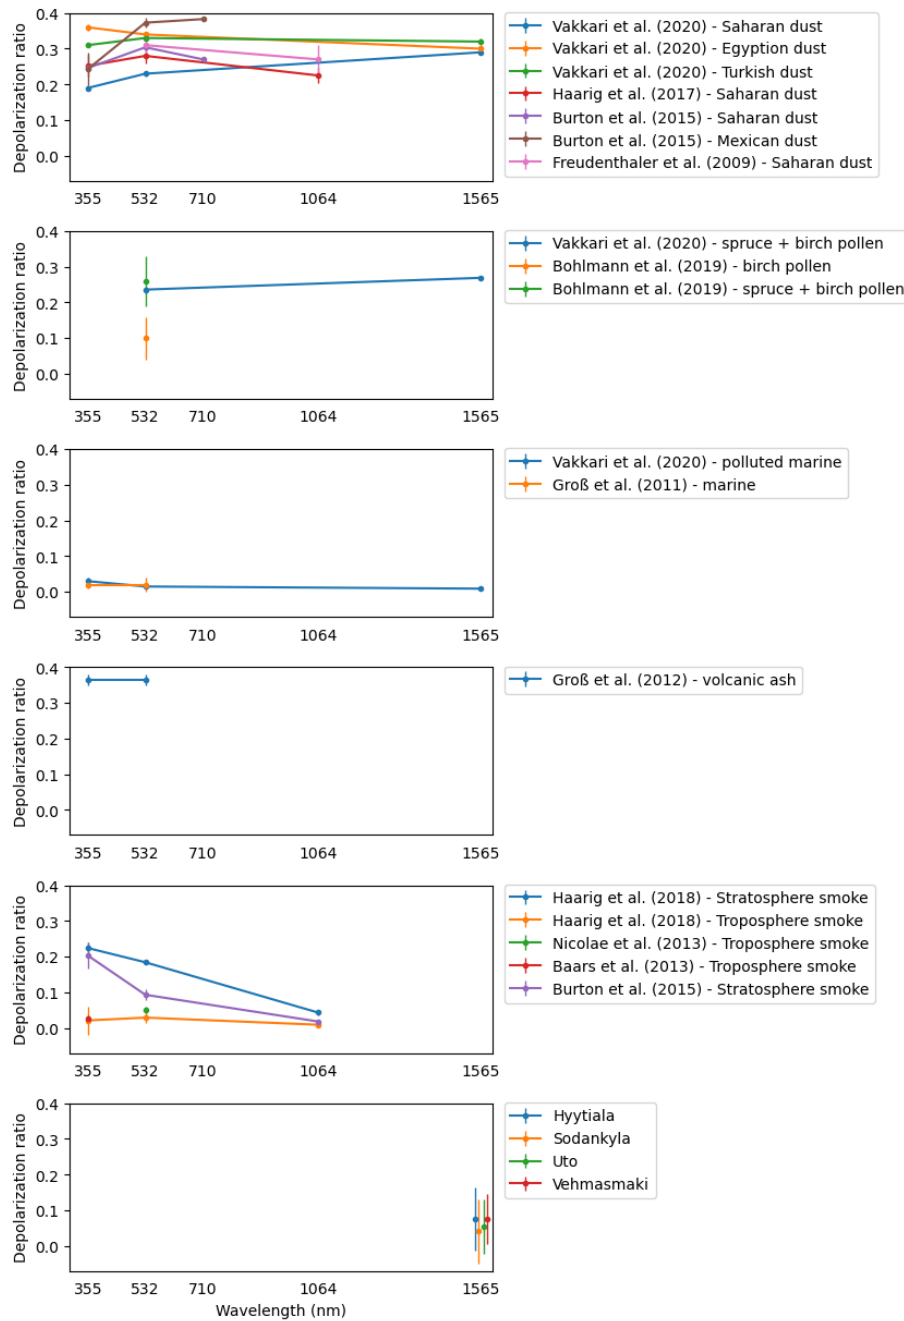 Depolarization ratio
0.4
0.3
0.2
0.1
0.0
355 532 710 1064 1565
Vakkari et al. (2020) - Saharan dust
Vakkari et al. (2020) - Egyption dust
Vakkari et al. (2020) - Turkish dust
Haarig et al. (2017) - Saharan dust
Burton et al. (2015) - Saharan dust
Burton et al. (2015) - Mexican dust
Freudenthaler et al. (2009) - Saharan dust
Depolarization ratio
0.4
0.3
0.2
0.1
0.0
355 532 710 1064 1565
Vakkari et al. (2020) - spruce + birch pollen
Bohlmann et al. (2019) - birch pollen
Bohlmann et al. (2019) - spruce + birch pollen
Depolarization ratio
0.4
0.3
0.2
0.1
0.0
355 532 710 1064 1565
Vakkari et al. (2020) - polluted marine
Groß et al. (2011) - marine
Depolarization ratio
0.4
0.3
0.2
0.1
0.0
355 532 710 1064 1565
Groß et al. (2012) - volcanic ash
Depolarization ratio
0.4
0.3
0.2
0.1
0.0
355 532 710 1064 1565
Haarig et al. (2018) - Stratosphere smoke
Haarig et al. (2018) - Troposphere smoke
Nicolae et al. (2013) - Troposphere smoke
Baars et al. (2013) - Troposphere smoke
Burton et al. (2015) - Stratosphere smoke
Depolarization ratio
0.4
0.3
0.2
0.1
0.0
355 532 710 1064 1565
Wavelength (nm)
Hyytiala
Sodankyla
Uto
Vehmasmaki